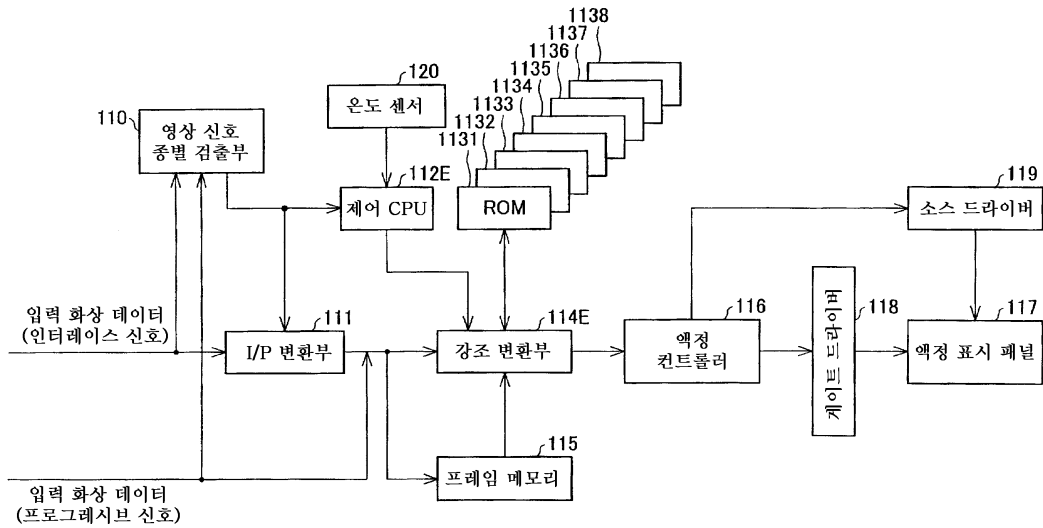 1138
1137
1136
1135
1134
1133
1132
1131
120
온도 센서
110
영상 신호
종별 검출부
112E
제어 CPU
ROM
119
소스 드라이버
입력 화상 데이터
(인터레이스 신호)
111
I/P 변환부
114E
강조 변환부
116
액정
컨트롤러
118
게이트 드라이버
117
액정 표시 패널
115
프레임 메모리
입력 화상 데이터
(프로그레시브 신호)